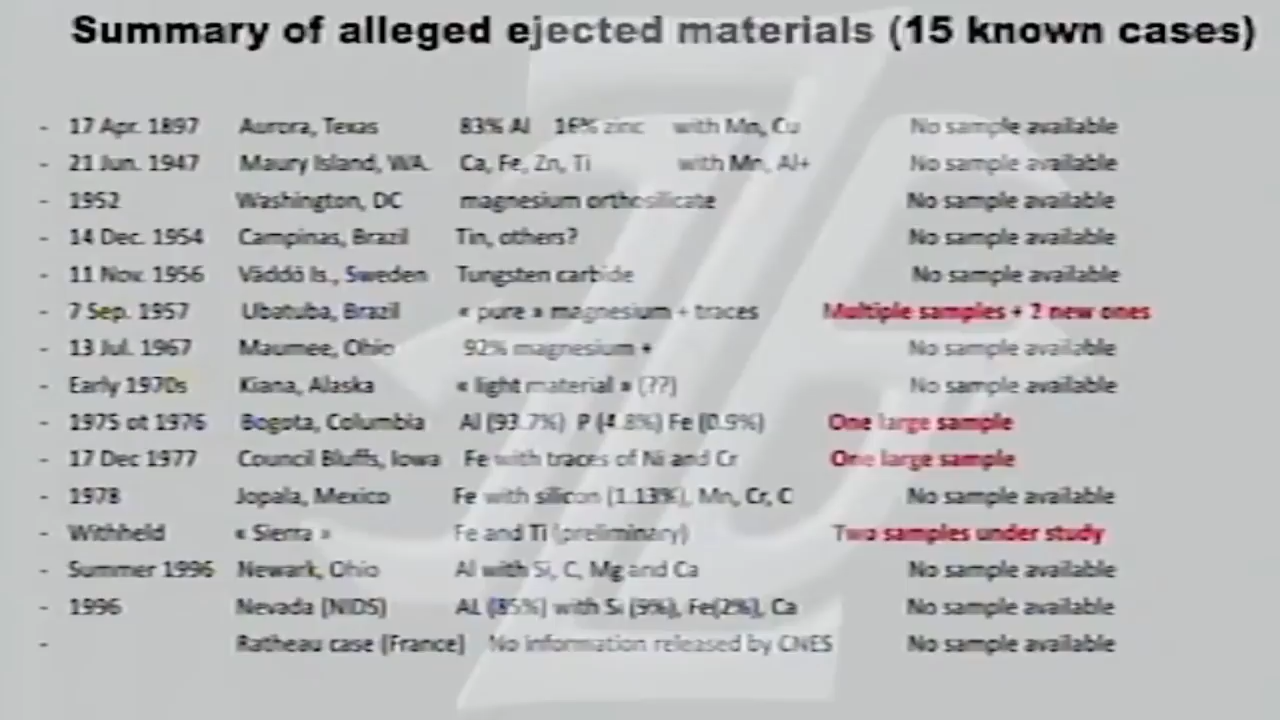 Summary of alleged ejected materials (15 known cases)
- 17 Apr. 1897 Aurora, Texas 83% Al 16% zinc with Mn, Cu No sample available
- 21 Jun. 1947 Maury Island, WA. Ca, Fe, Zn, Ti with Mn, Al+ No sample available
- 1952 Washington, DC magnesium orthosilicate No sample available
- 14 Dec. 1954 Campinas, Brazil Tin, others? No sample available
- 11 Nov. 1956 Väddö Is., Sweden Tungsten carbide No sample available
- 7 Sep. 1957 Ubatuba, Brazil « pure » magnesium + traces Multiple samples + 2 new ones
- 13 Jul. 1967 Maumee, Ohio 92% magnesium + No sample available
- Early 1970s Kiana, Alaska « light material » (??) No sample available
- 1975 ot 1976 Bogota, Columbia Al (93.7%) P (4.8%) Fe (0.9%) One large sample
- 17 Dec 1977 Council Bluffs, Iowa Fe with traces of Ni and Cr One large sample
- 1978 Jopala, Mexico Fe with silicon (1.13%), Mn, Cr, C No sample available
- Withheld « Sierra » Fe and Ti (preliminary) Two samples under study
- Summer 1996 Newark, Ohio Al with Si, C, Mg and Ca No sample available
- 1996 Nevada (NIDS) AL (85%) with Si (9%), Fe(2%), Ca No sample available
- Ratheau case (France) No information released by CNES No sample available